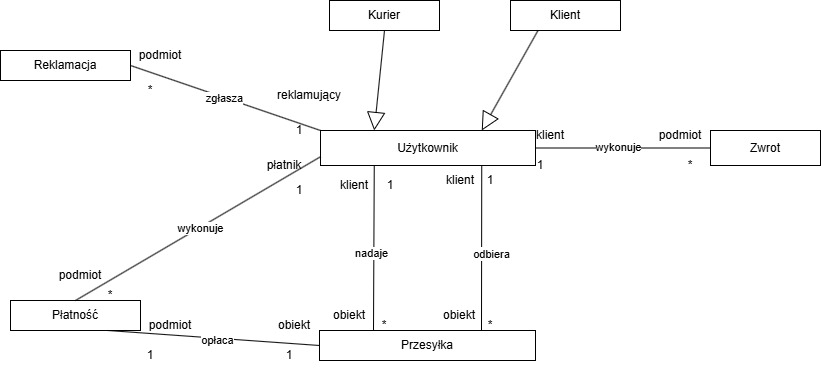 Kurier
Klient
podmiot
Reklamacja
*
zgłasza
reklamujący
1
Użytkownik
klient
1
wykonuje
podmiot
*
Zwrot
płatnik
1
klient
1
klient
1
wykonuje
nadaje
odbiera
podmiot
*
Płatność
podmiot
1
opłaca
obiekt
1
obiekt
*
obiekt
*
Przesyłka